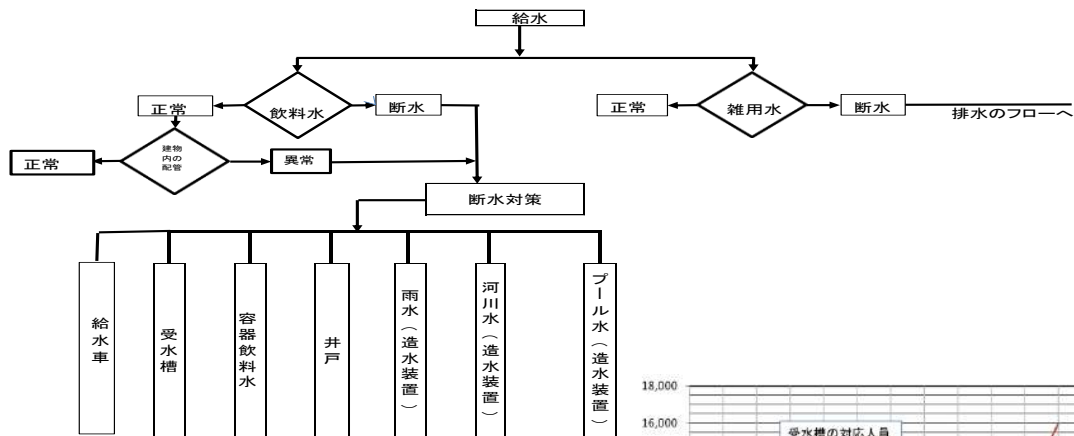 給水
正常
飲料水
断水
正常
雑用水
断水
排水のフローへ
正常
建物
内の
配管
異常
断水対策
給水車
受水槽
容器飲料水
井戸
雨水(造水装置)
河川水(造水装置)
プール水(造水装置)
18,000
16,000
受水槽の対応人員